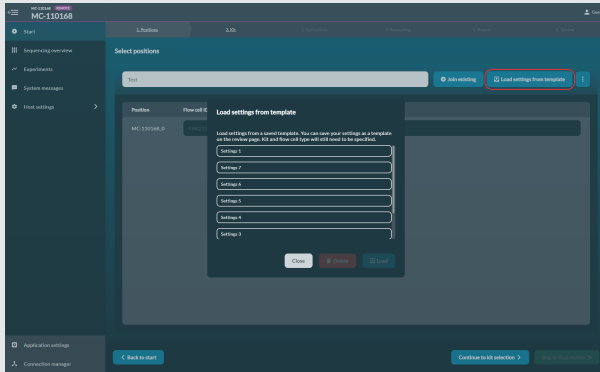 MC-110168 REMOTE
MC-110168
Start
1. Positions
2. Kit
Gue
Sequencing overview
Select positions
Experiments
Test
Join existing
Load settings from template
System messages
Host settings
Position
Flow cell ID
Load settings from template
MC-110168_0
Load settings from a saved template. You can save your settings as a template
on the review page. Kit and flow cell type will still need to be specified.
Settings 1
Settings 7
Settings 6
Settings 5
Settings 4
Settings 3
Close
Delete
Load
Application settings
Back to start
Continue to kit selection
Connection manager